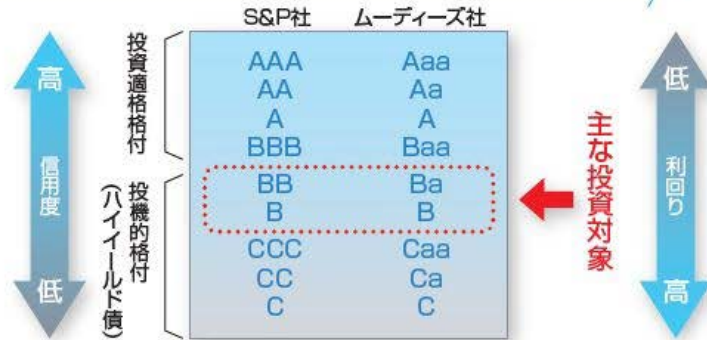 S&P社 ムーディーズ社
高
信用度
低
投資適格格付
投機的格付
(ハイイールド債)
AAA Aaa
AA Aa
A A
BBB Baa
BB Ba
B B
CCC Caa
CC Ca
C C
主な投資対象
低
利回り
高